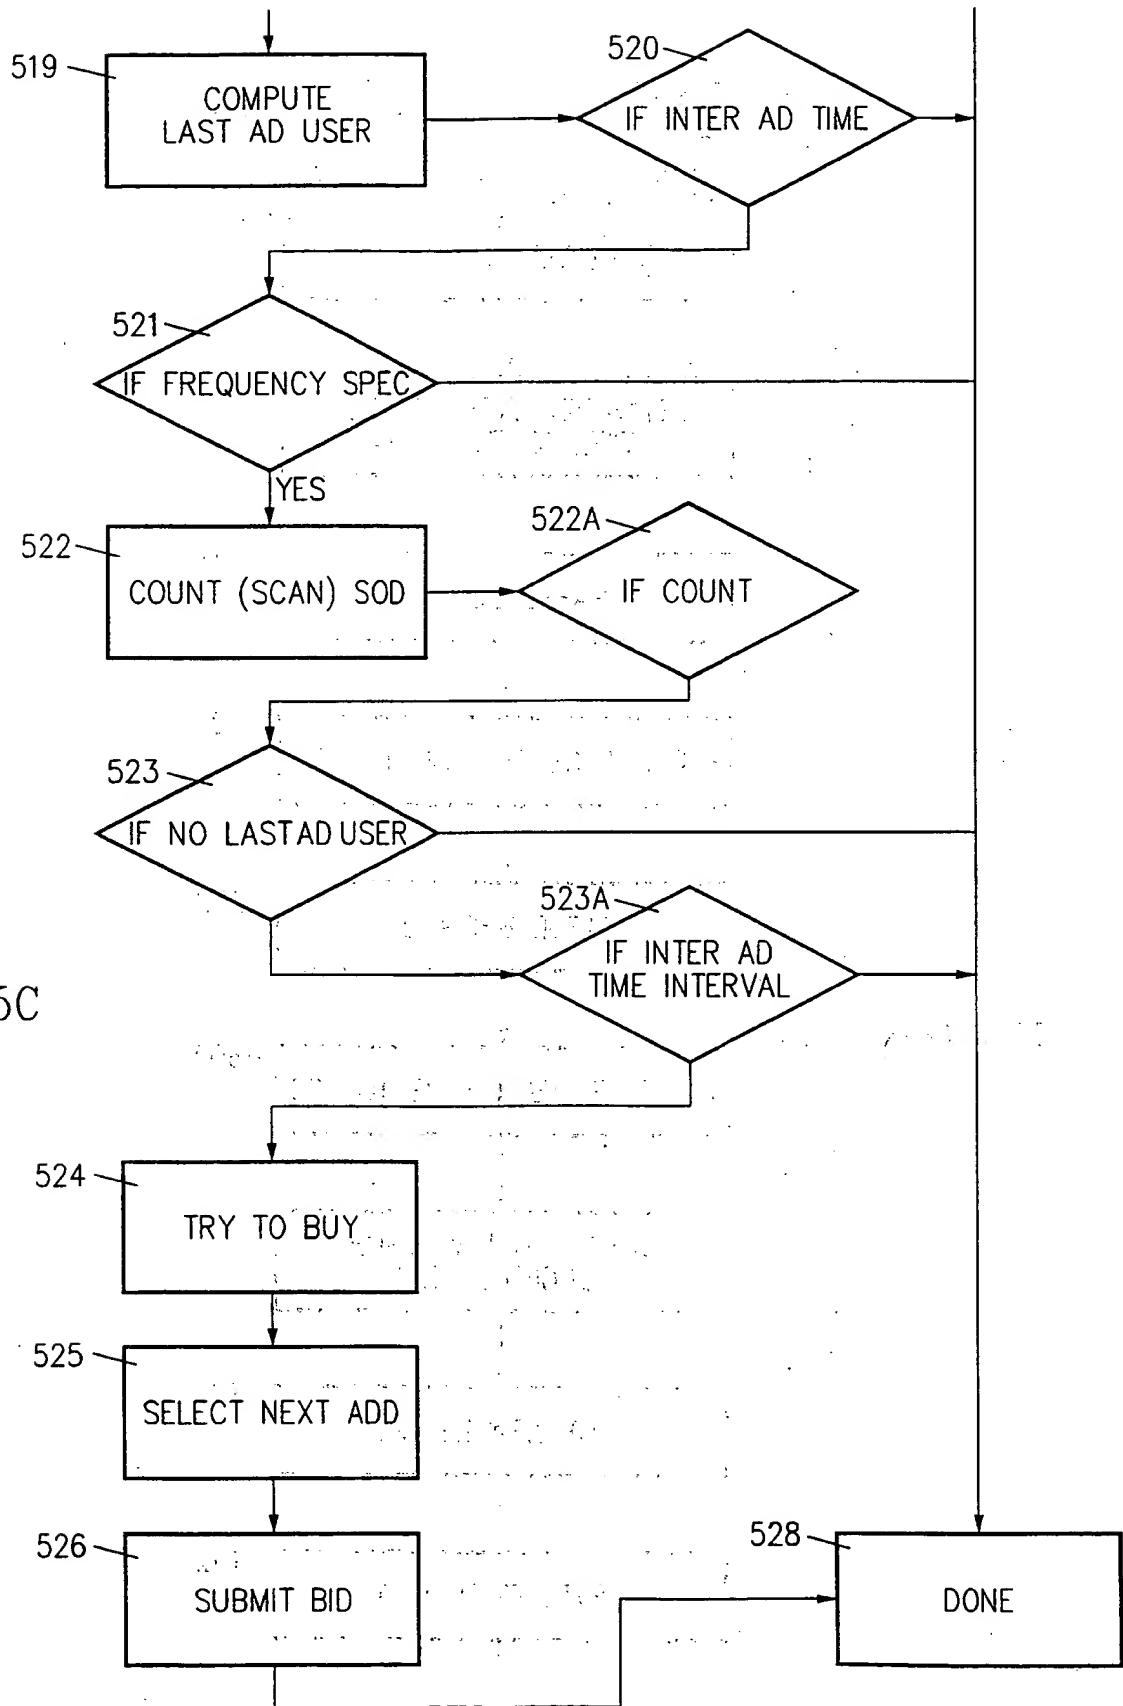 519
COMPUTE
LAST AD USER
520
IF INTER AD TIME
521
IF FREQUENCY SPEC
YES
522
COUNT (SCAN) SOD
522A
IF COUNT
523
IF NO LAST AD USER
523A
IF INTER AD
TIME INTERVAL
5C
524
TRY TO BUY
525
SELECT NEXT ADD
526
SUBMIT BID
528
DONE